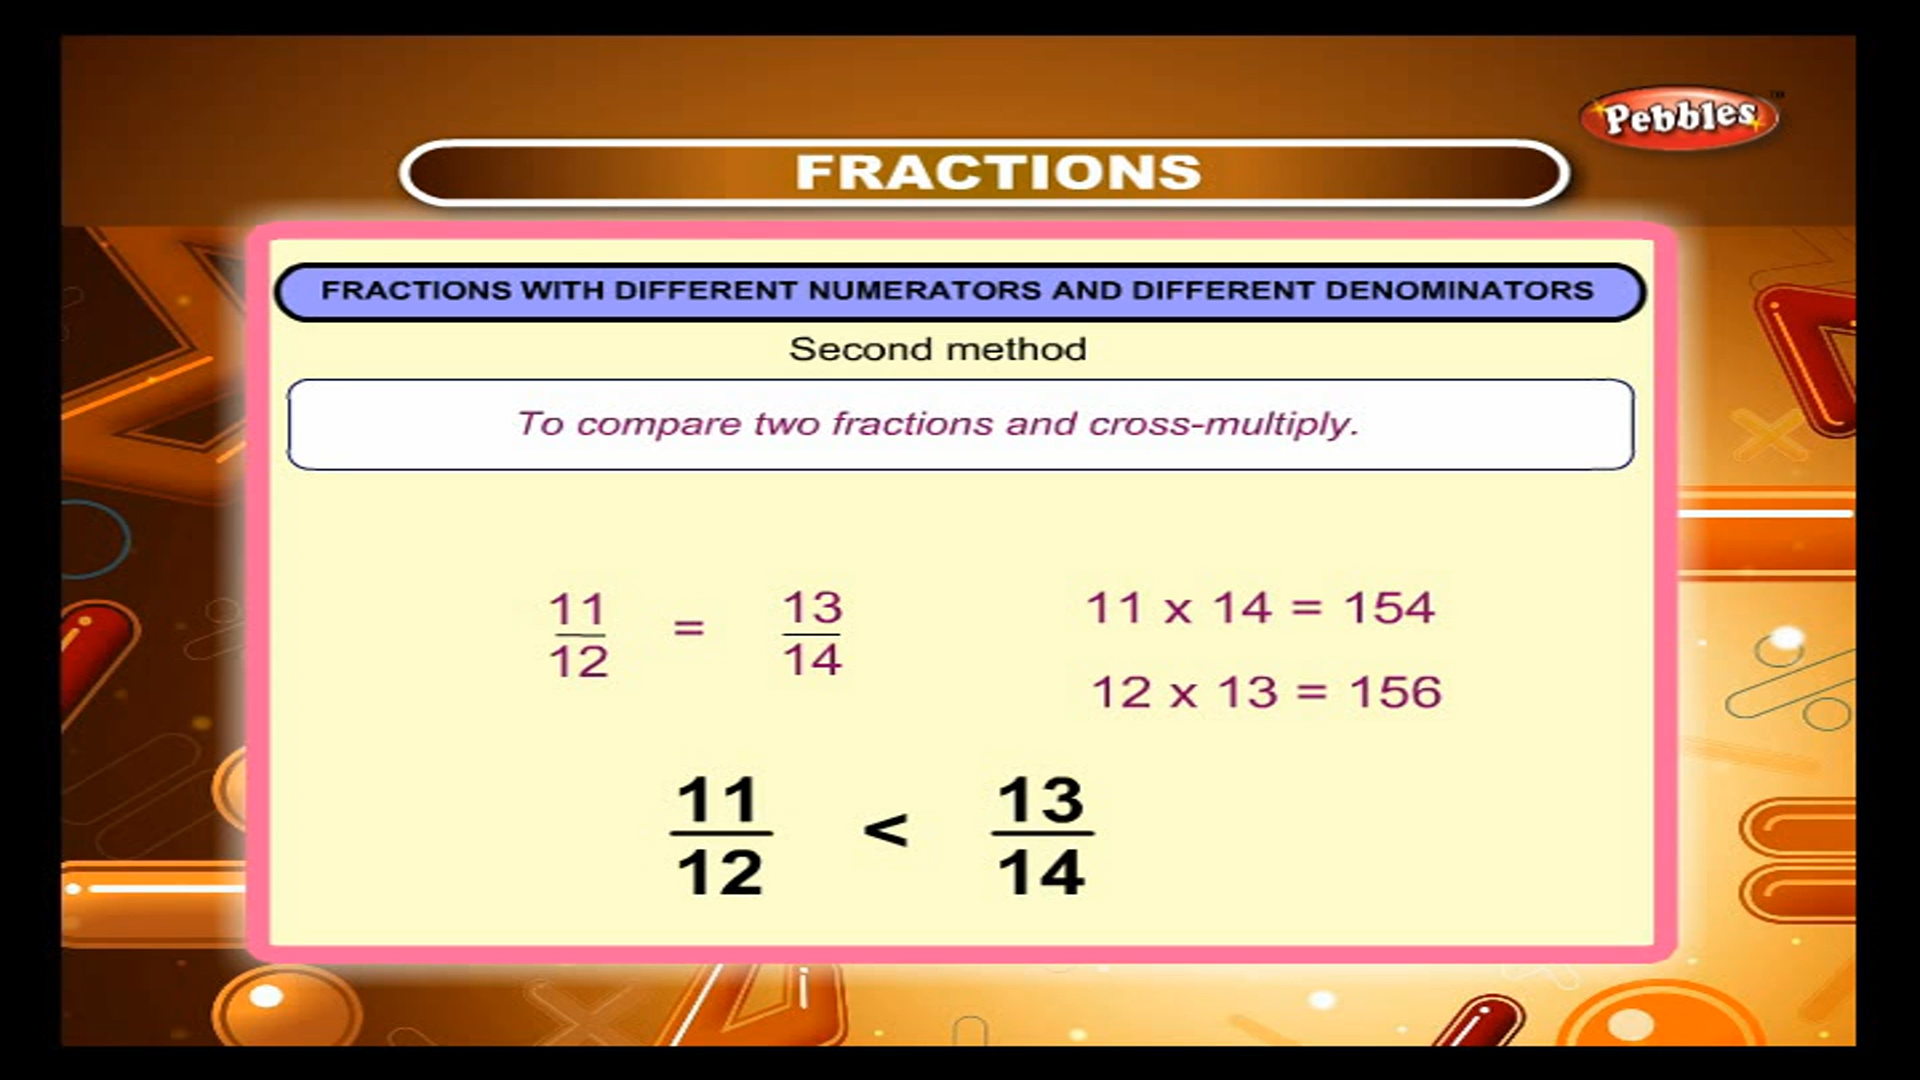 Pebbles™
FRACTIONS
FRACTIONS WITH DIFFERENT NUMERATORS AND DIFFERENT DENOMINATORS
Second method
To compare two fractions and cross-multiply.
11/12 = 13/14
11 x 14 = 154
12 x 13 = 156
11/12 < 13/14